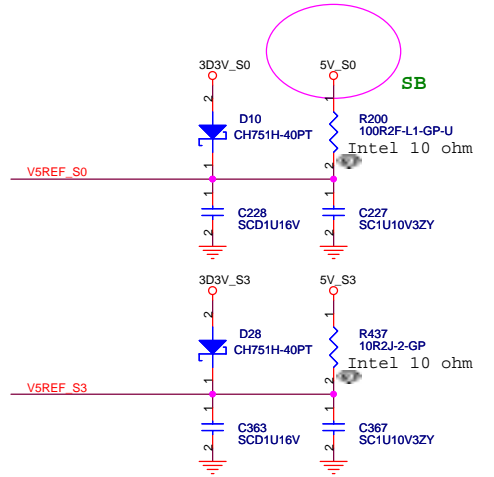 3D3V_S0 5V_S0
SB
2 1
D10 R200
CH751H-40PT 100R2F-L1-GP-U
Intel 10 ohm
1 2
V5REF_S0
1 1
C228 C227
SCD1U16V SC1U10V3ZY
2 2
3D3V_S3 5V_S3
2 1
D28 R437
CH751H-40PT 10R2J-2-GP
Intel 10 ohm
1 2
V5REF_S3
1 1
C363 C367
SCD1U16V SC1U10V3ZY
2 2